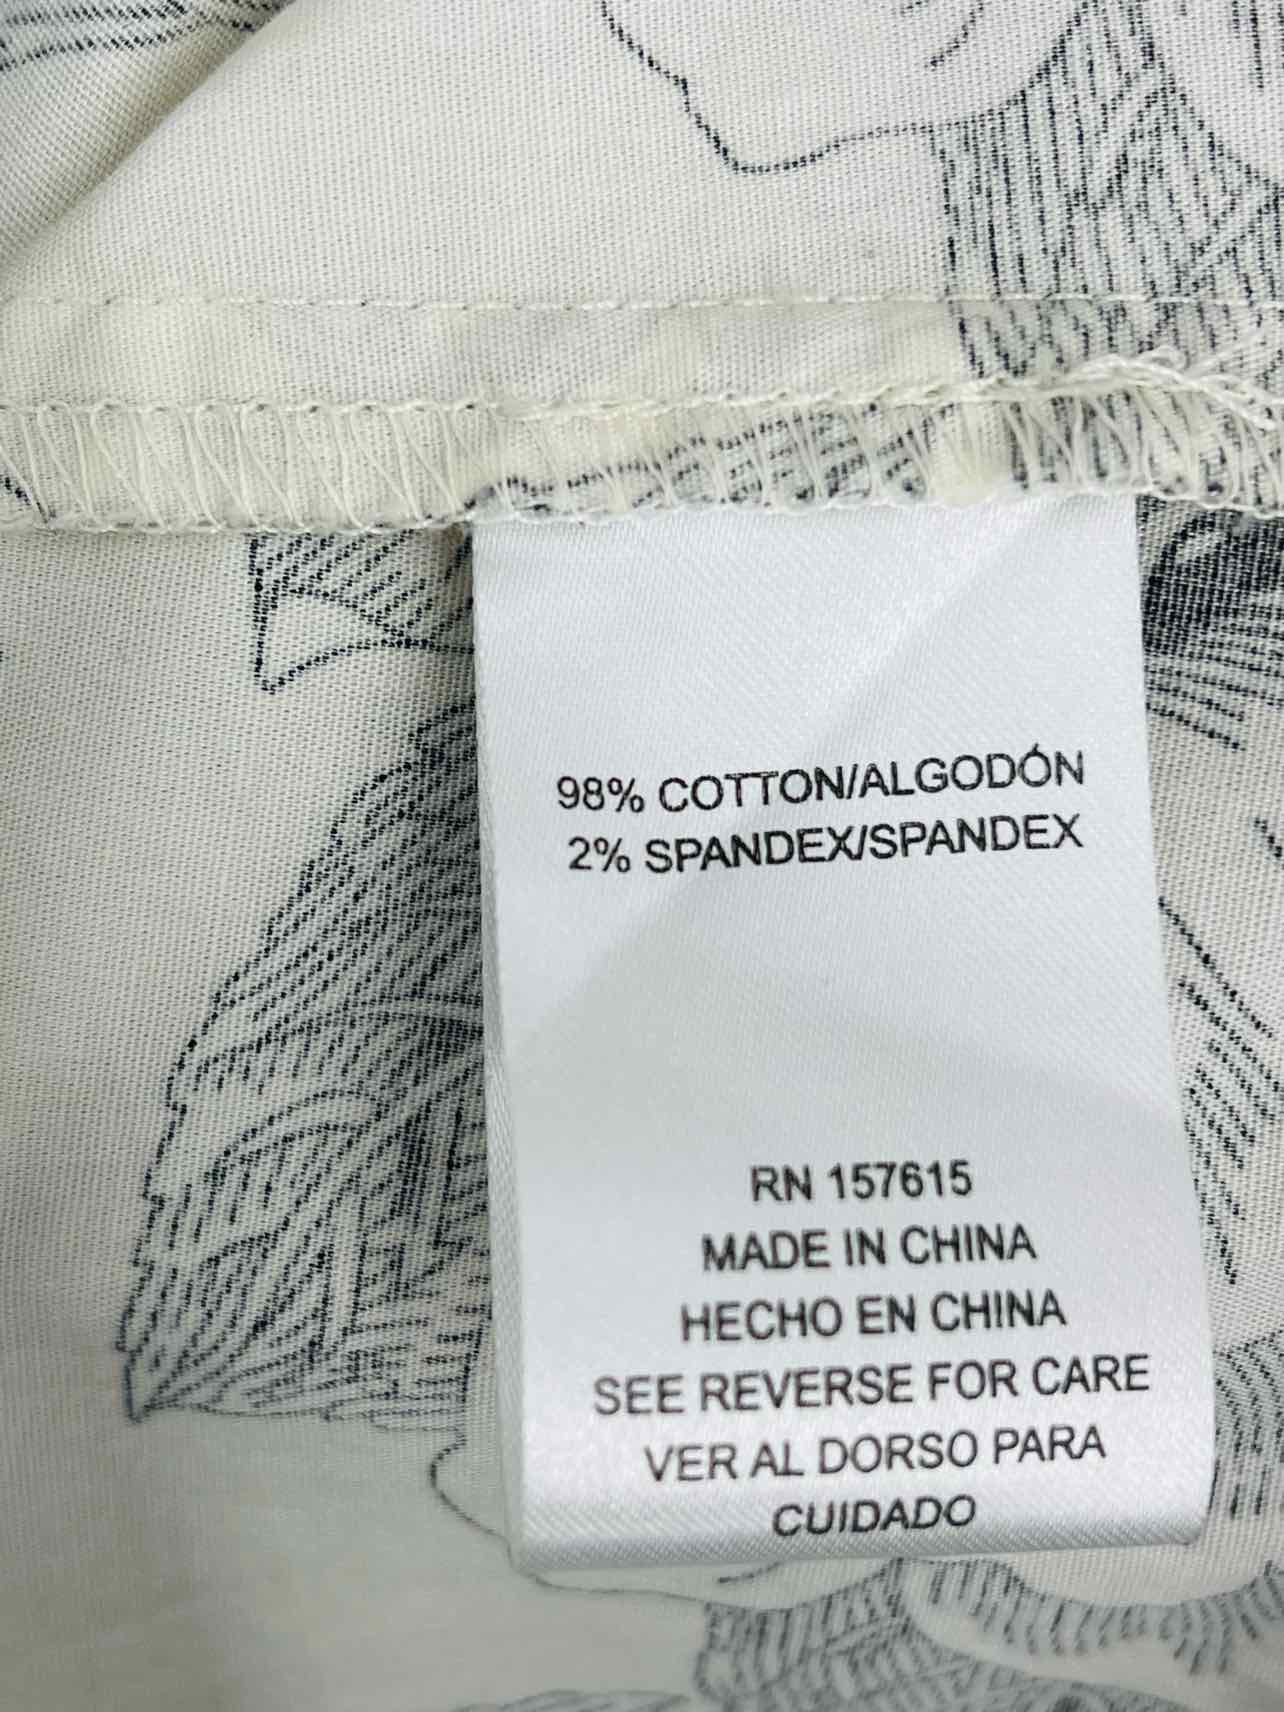 98% COTTON/ALGODÓN
2% SPANDEX/SPANDEX
RN 157615
MADE IN CHINA
HECHO EN CHINA
SEE REVERSE FOR CARE
VER AL DORSO PARA
CUIDADO